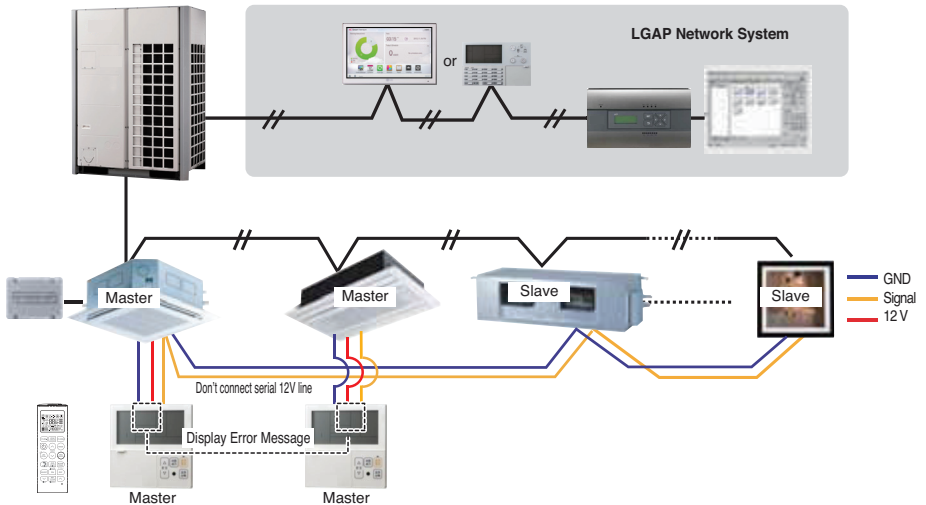 LGAP Network System
or
Master
Master
Slave
Slave
GND
Signal
12 V
Don't connect serial 12V line
Display Error Message
Master
Master